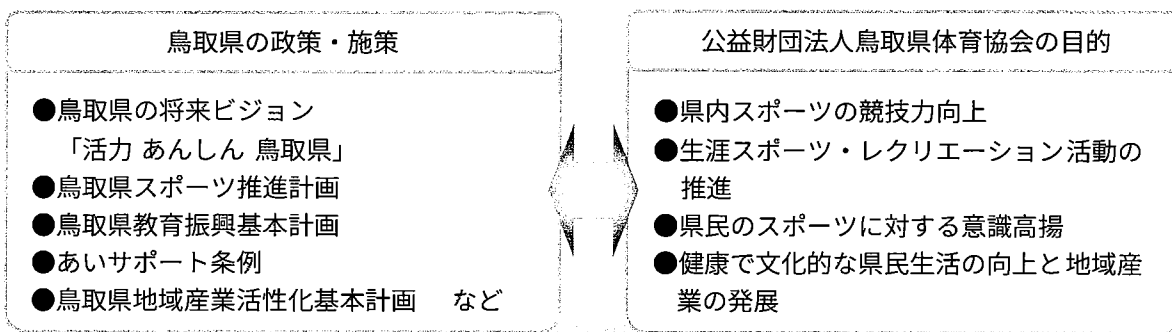 鳥取県の政策・施策
●鳥取県の将来ビジョン
「活力 あんしん 鳥取県」
●鳥取県スポーツ推進計画
●鳥取県教育振興基本計画
●あいサポート条例
●鳥取県地域産業活性化基本計画 など
公益財団法人鳥取県体育協会の目的
●県内スポーツの競技力向上
●生涯スポーツ・レクリエーション活動の
推進
●県民のスポーツに対する意識高揚
●健康で文化的な県民生活の向上と地域産
業の発展